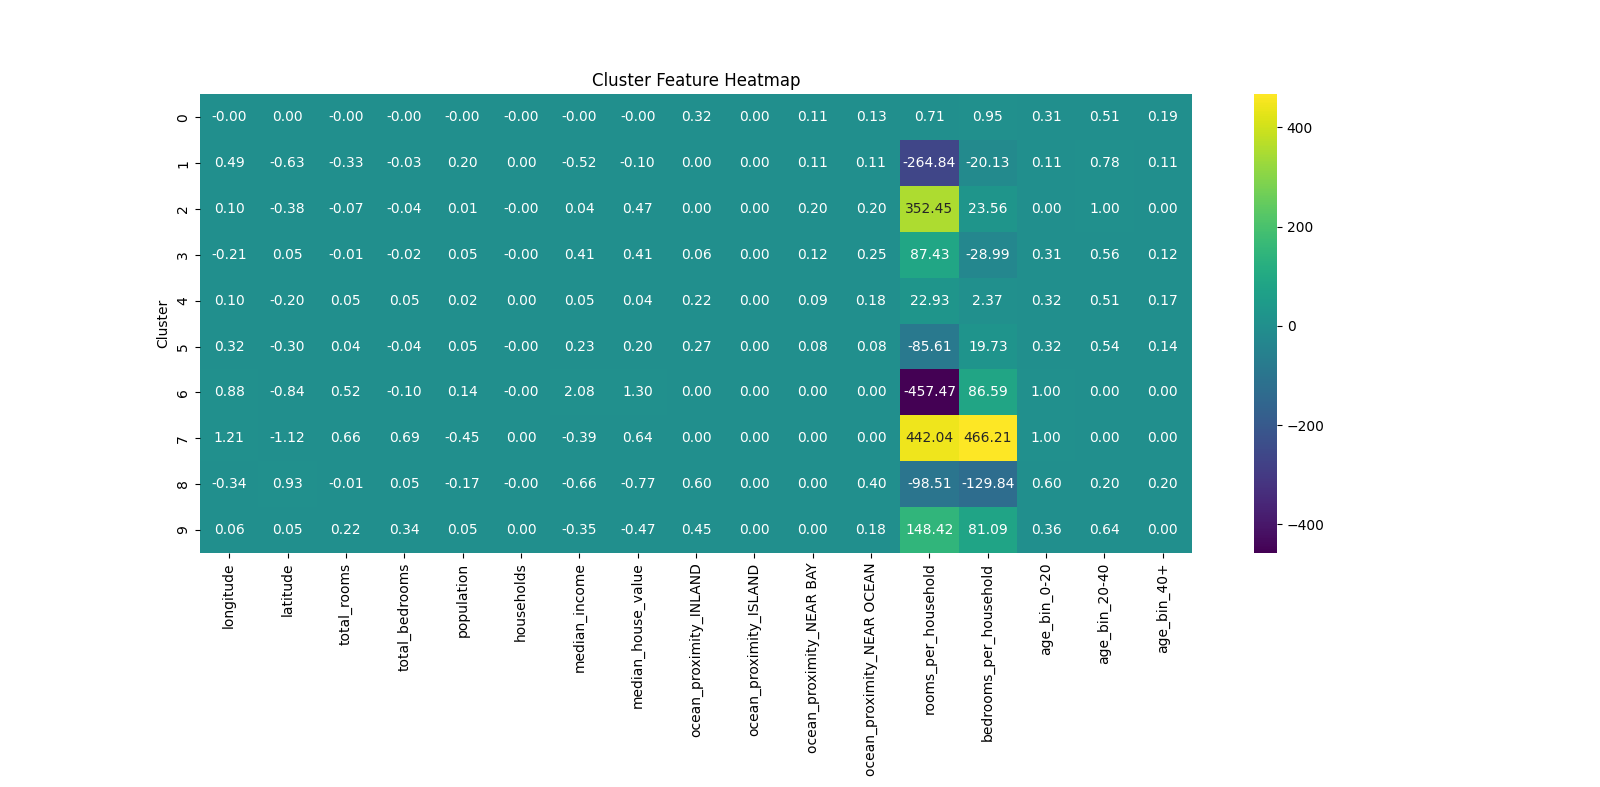 Cluster Feature Heatmap
0 -0.00 0.00 -0.00 -0.00 -0.00 -0.00 -0.00 -0.00 0.32 0.00 0.11 0.13 0.71 0.95 0.31 0.51 0.19
1 0.49 -0.63 -0.33 -0.03 0.20 0.00 -0.52 -0.10 0.00 0.00 0.11 0.11 -264.84 -20.13 0.11 0.78 0.11
2 0.10 -0.38 -0.07 -0.04 0.01 -0.00 0.04 0.47 0.00 0.00 0.20 0.20 352.45 23.56 0.00 1.00 0.00
3 -0.21 0.05 -0.01 -0.02 0.05 -0.00 0.41 0.41 0.06 0.00 0.12 0.25 87.43 -28.99 0.31 0.56 0.12
4 0.10 -0.20 0.05 0.05 0.02 0.00 0.05 0.04 0.22 0.00 0.09 0.18 22.93 2.37 0.32 0.51 0.17
5 0.32 -0.30 0.04 -0.04 0.05 -0.00 0.23 0.20 0.27 0.00 0.08 0.08 -85.61 19.73 0.32 0.54 0.14
6 0.88 -0.84 0.52 -0.10 0.14 -0.00 2.08 1.30 0.00 0.00 0.00 0.00 -457.47 86.59 1.00 0.00 0.00
7 1.21 -1.12 0.66 0.69 -0.45 0.00 -0.39 0.64 0.00 0.00 0.00 0.00 442.04 466.21 1.00 0.00 0.00
8 -0.34 0.93 -0.01 0.05 -0.17 -0.00 -0.66 -0.77 0.60 0.00 0.00 0.40 -98.51 -129.84 0.60 0.20 0.20
9 0.06 0.05 0.22 0.34 0.05 0.00 -0.35 -0.47 0.45 0.00 0.00 0.18 148.42 81.09 0.36 0.64 0.00
Cluster
longitude
latitude
total_rooms
total_bedrooms
population
households
median_income
median_house_value
ocean_proximity_INLAND
ocean_proximity_ISLAND
ocean_proximity_NEAR BAY
ocean_proximity_NEAR OCEAN
rooms_per_household
bedrooms_per_household
age_bin_0-20
age_bin_20-40
age_bin_40+
400
200
0
−200
−400